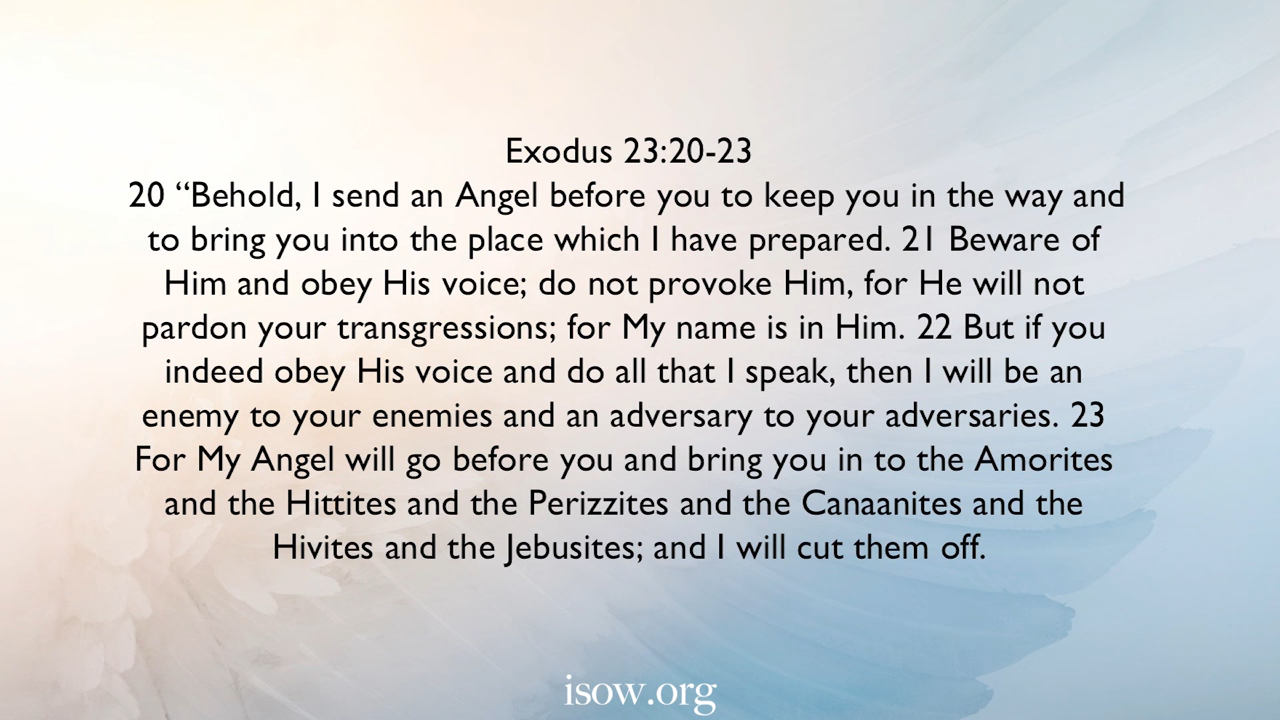 Exodus 23:20-23
20 “Behold, I send an Angel before you to keep you in the way and
to bring you into the place which I have prepared. 21 Beware of
Him and obey His voice; do not provoke Him, for He will not
pardon your transgressions; for My name is in Him. 22 But if you
indeed obey His voice and do all that I speak, then I will be an
enemy to your enemies and an adversary to your adversaries. 23
For My Angel will go before you and bring you in to the Amorites
and the Hittites and the Perizzites and the Canaanites and the
Hivites and the Jebusites; and I will cut them off.
isow.org